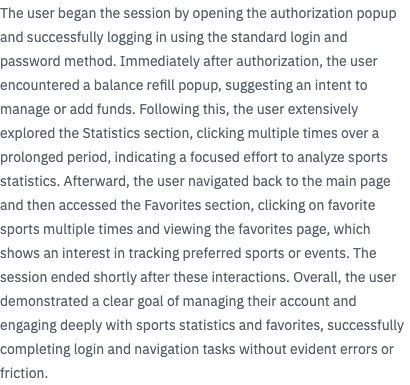 The user began the session by opening the authorization popup
and successfully logging in using the standard login and
password method. Immediately after authorization, the user
encountered a balance refill popup, suggesting an intent to
manage or add funds. Following this, the user extensively
explored the Statistics section, clicking multiple times over a
prolonged period, indicating a focused effort to analyze sports
statistics. Afterward, the user navigated back to the main page
and then accessed the Favorites section, clicking on favorite
sports multiple times and viewing the favorites page, which
shows an interest in tracking preferred sports or events. The
session ended shortly after these interactions. Overall, the user
demonstrated a clear goal of managing their account and
engaging deeply with sports statistics and favorites, successfully
completing login and navigation tasks without evident errors or
friction.